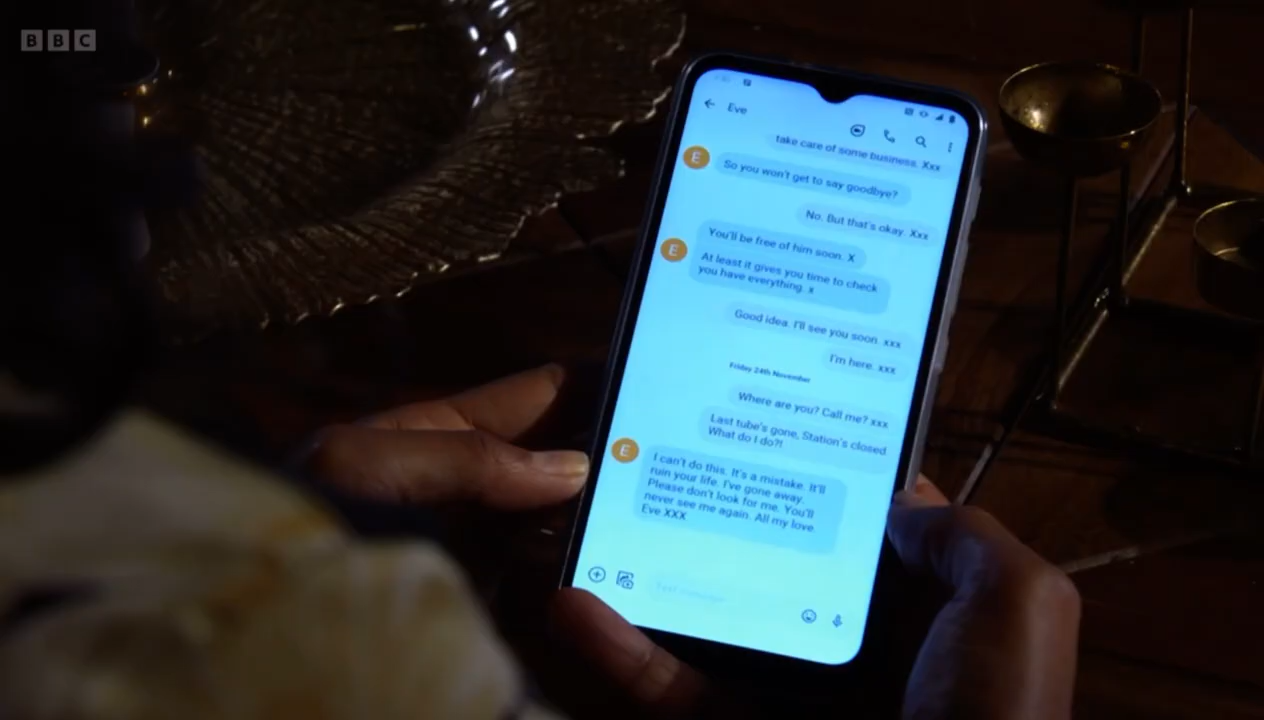 BBC
Eve
take care of some business. Xxx
E
So you won't get to say goodbye?
No. But that's okay. Xxx
You'll be free of him soon. X
E
At least it gives you time to check
you have everything. x
Good idea. I'll see you soon. xxx
I'm here. xxx
Friday 24th November
Where are you? Call me? xxx
Last tube's gone, Station's closed
What do I do?!
E
I can't do this. It's a mistake. It'll
ruin your life. I've gone away.
Please don't look for me. You'll
never see me again. All my love
Eve XXX
Text message